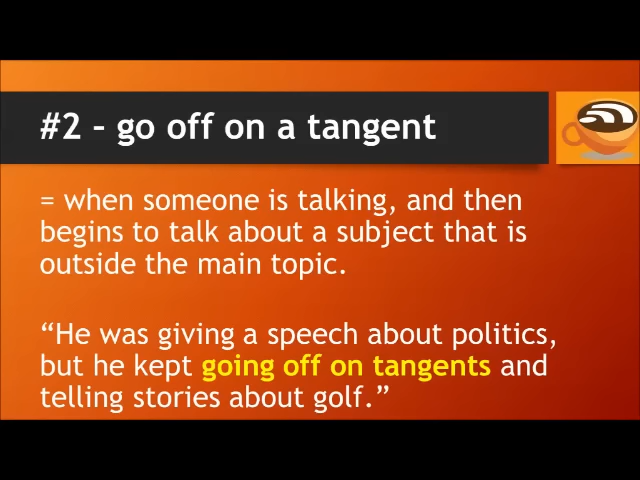 #2 – go off on a tangent
= when someone is talking, and then
begins to talk about a subject that is
outside the main topic.
“He was giving a speech about politics,
but he kept going off on tangents and
telling stories about golf.”